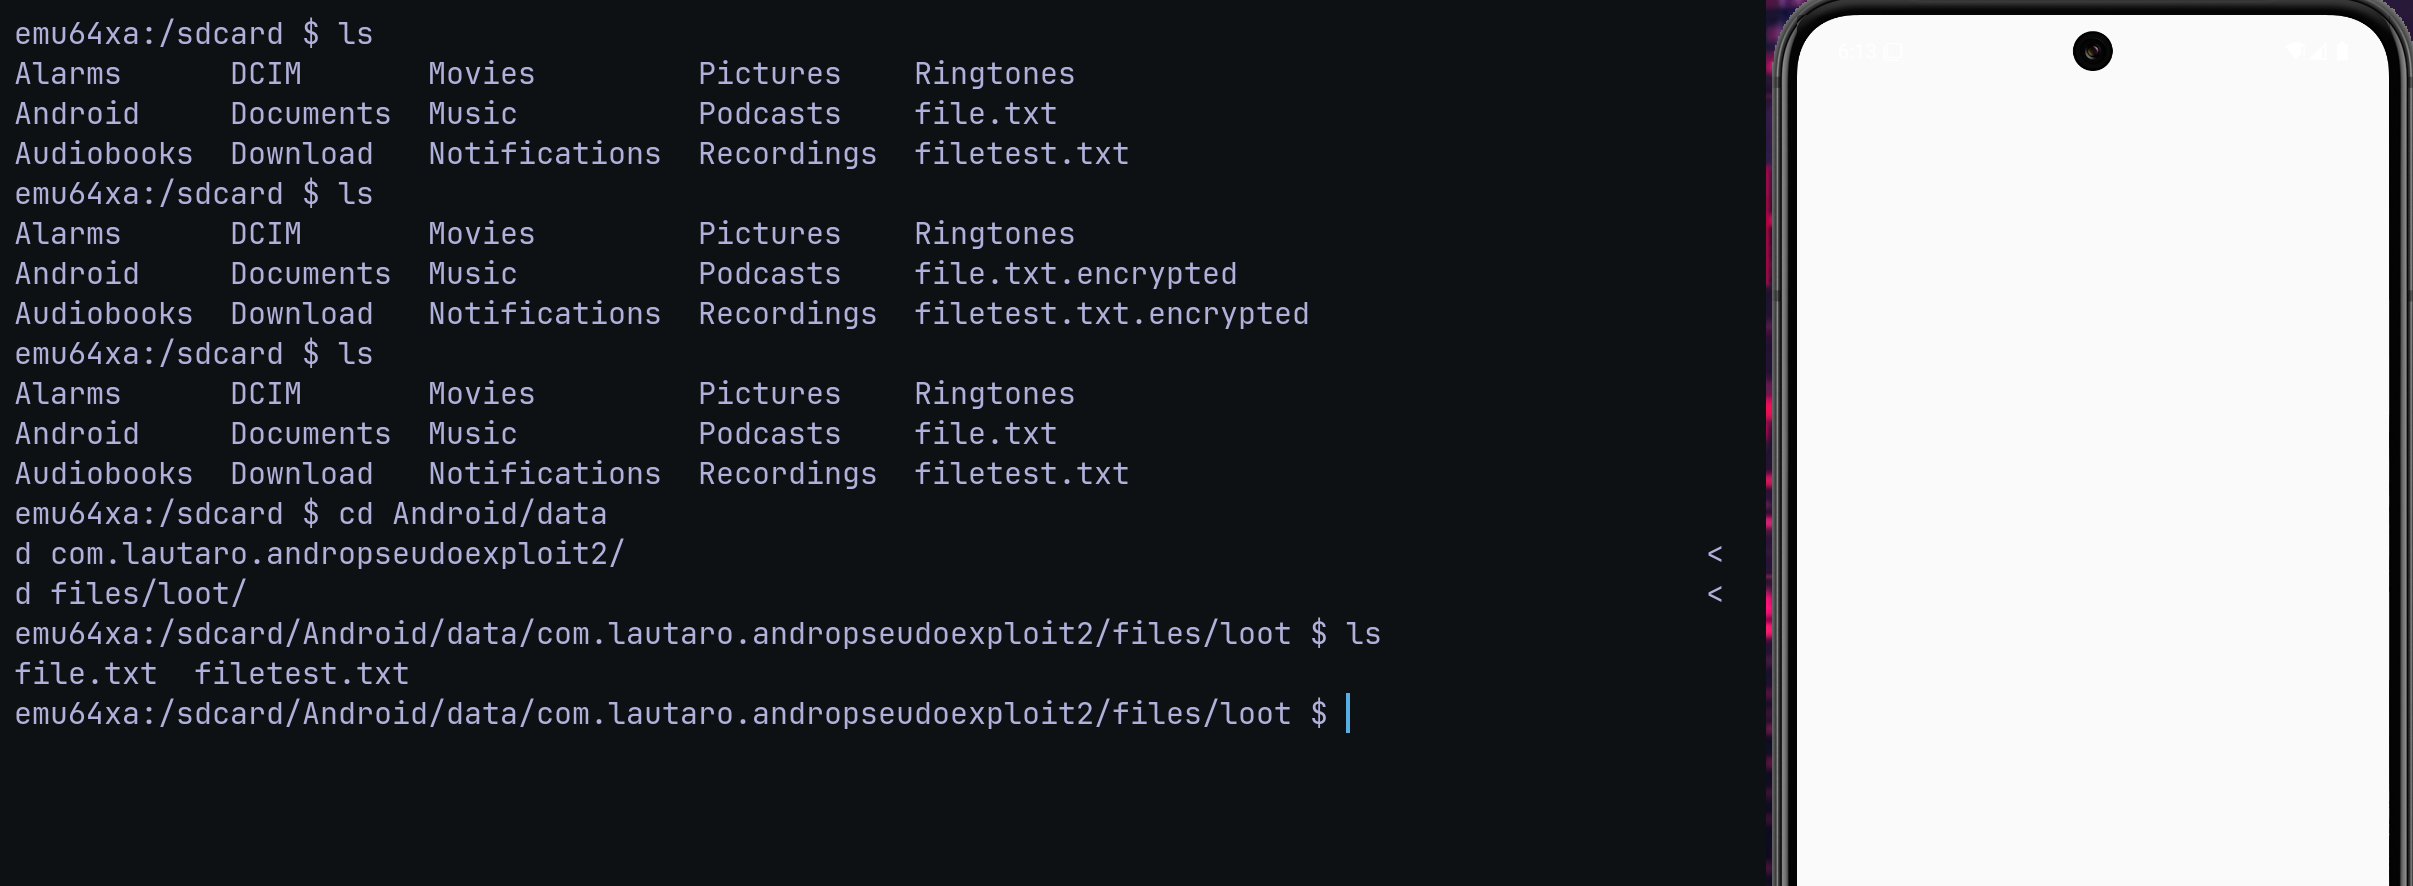 emu64xa:/sdcard $ ls
Alarms      DCIM       Movies         Pictures    Ringtones
Android     Documents  Music          Podcasts    file.txt
Audiobooks  Download   Notifications  Recordings  filetest.txt
emu64xa:/sdcard $ ls
Alarms      DCIM       Movies         Pictures    Ringtones
Android     Documents  Music          Podcasts    file.txt.encrypted
Audiobooks  Download   Notifications  Recordings  filetest.txt.encrypted
emu64xa:/sdcard $ ls
Alarms      DCIM       Movies         Pictures    Ringtones
Android     Documents  Music          Podcasts    file.txt
Audiobooks  Download   Notifications  Recordings  filetest.txt
emu64xa:/sdcard $ cd Android/data
d com.lautaro.andropseudoexploit2/ <
d files/loot/ <
emu64xa:/sdcard/Android/data/com.lautaro.andropseudoexploit2/files/loot $ ls
file.txt  filetest.txt
emu64xa:/sdcard/Android/data/com.lautaro.andropseudoexploit2/files/loot $
6:13